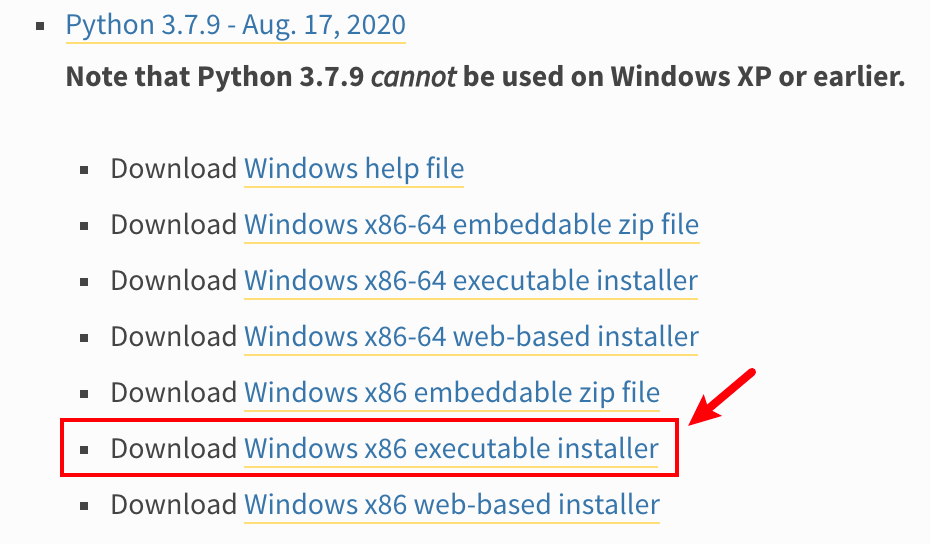 Python 3.7.9 - Aug. 17, 2020
Note that Python 3.7.9 cannot be used on Windows XP or earlier.
Download Windows help file
Download Windows x86-64 embeddable zip file
Download Windows x86-64 executable installer
Download Windows x86-64 web-based installer
Download Windows x86 embeddable zip file
Download Windows x86 executable installer
Download Windows x86 web-based installer